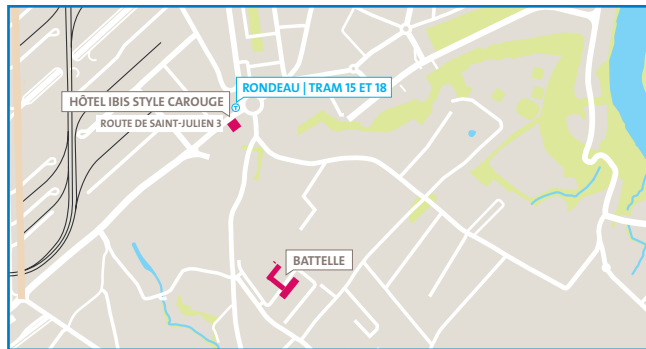 RONDEAU | TRAM 15 ET 18
HÔTEL IBIS STYLE CAROUGE
ROUTE DE SAINT-JULIEN 3
BATTELLE